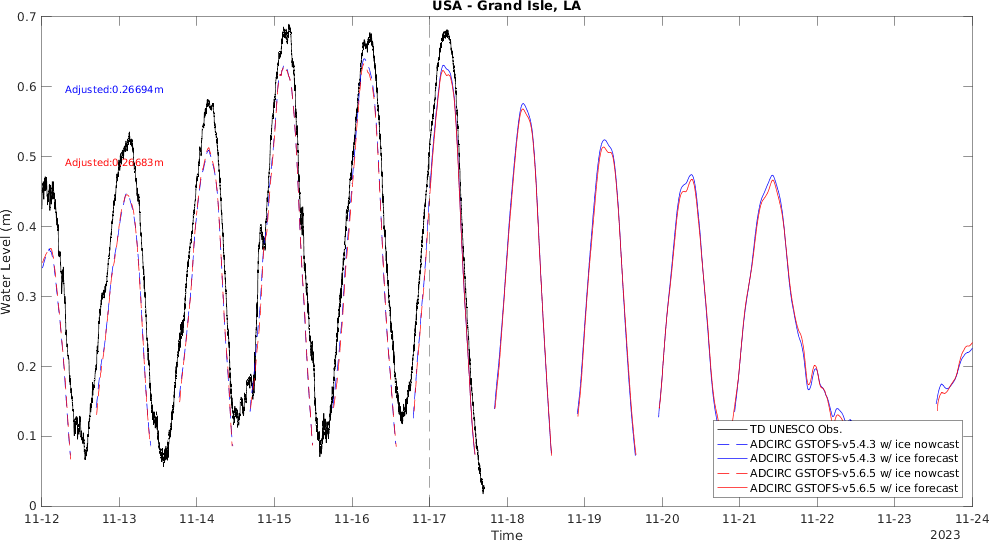 USA - Grand Isle, LA
0.7
0.6
0.5
0.4
0.3
0.2
0.1
0
Water Level (m)
Adjusted:0.26694m
Adjusted:0.26683m
TD UNESCO Obs.
ADCIRC GSTOFS-v5.4.3 w/ ice nowcast
ADCIRC GSTOFS-v5.4.3 w/ ice forecast
ADCIRC GSTOFS-v5.6.5 w/ ice nowcast
ADCIRC GSTOFS-v5.6.5 w/ ice forecast
11-12 11-13 11-14 11-15 11-16 11-17 11-18 11-19 11-20 11-21 11-22 11-23 11-24
Time
2023